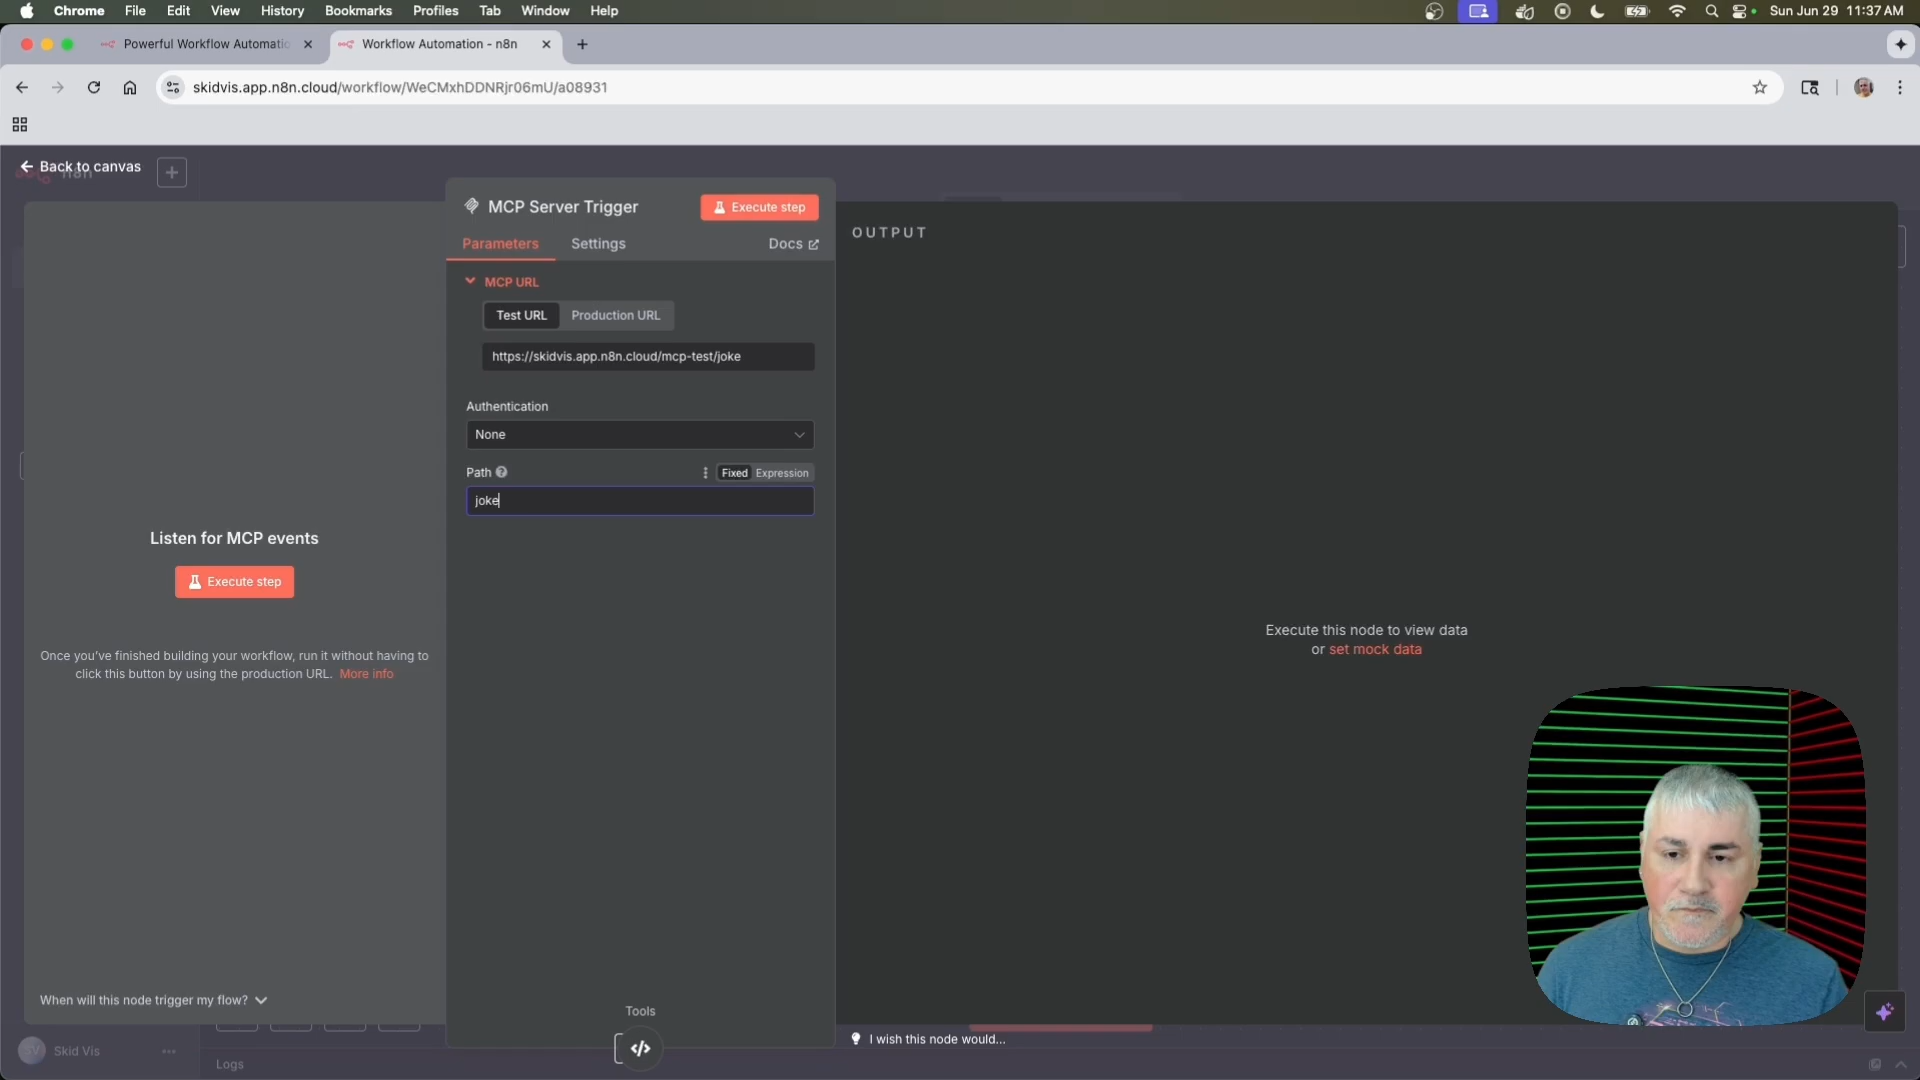 Chrome File Edit View History Bookmarks Profiles Tab Window Help
Sun Jun 29 11:37 AM
Powerful Workflow Automatic
Workflow Automation - n8n
skidvis.app.n8n.cloud/workflow/WeCMxhDDNRjr06mU/a08931
Back to canvas
n8n
MCP Server Trigger
Execute step
Parameters
Settings
Docs
MCP URL
Test URL
Production URL
https://skidvis.app.n8n.cloud/mcp-test/joke
Authentication
None
Path
Fixed Expression
joke
Listen for MCP events
Execute step
Once you've finished building your workflow, run it without having to
click this button by using the production URL. More info
When will this node trigger my flow?
Tools
OUTPUT
Execute this node to view data
or set mock data
I wish this node would...
SV Skid Vis
Logs